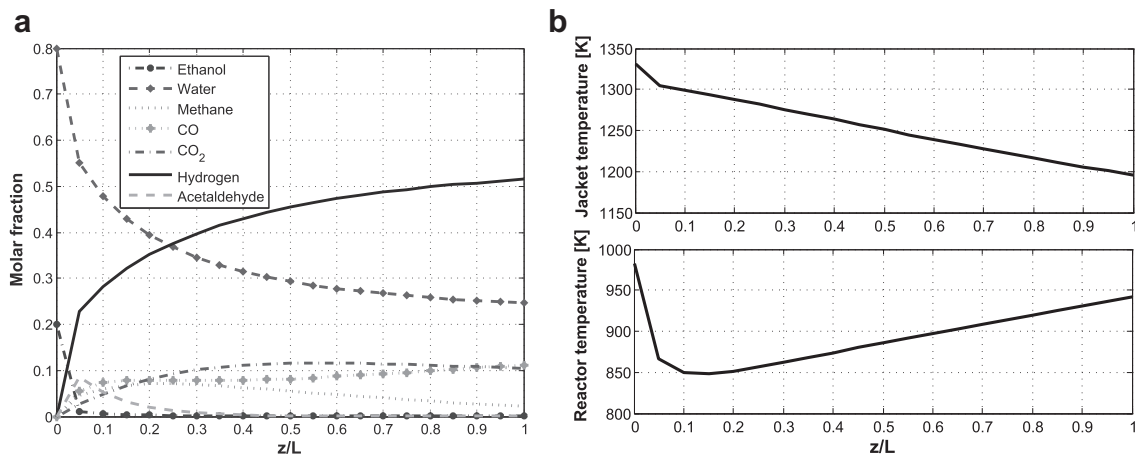 a
Molar fraction
0.8
0.7
0.6
0.5
0.4
0.3
0.2
0.1
0
Ethanol
Water
Methane
CO
CO2
Hydrogen
Acetaldehyde
0 0.1 0.2 0.3 0.4 0.5 0.6 0.7 0.8 0.9 1
z/L
b
Jacket temperature [K]
1350
1300
1250
1200
1150
0 0.1 0.2 0.3 0.4 0.5 0.6 0.7 0.8 0.9 1
Reactor temperature [K]
1000
950
900
850
800
0 0.1 0.2 0.3 0.4 0.5 0.6 0.7 0.8 0.9 1
z/L